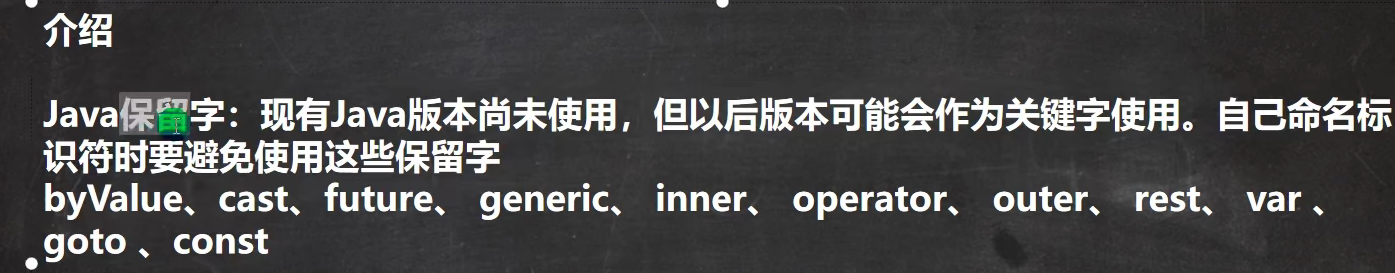 介绍
Java保留字：现有Java版本尚未使用，但以后版本可能会作为关键字使用。自己命名标
识符时要避免使用这些保留字
byValue、cast、future、 generic、 inner、 operator、 outer、 rest、 var 、
goto 、const